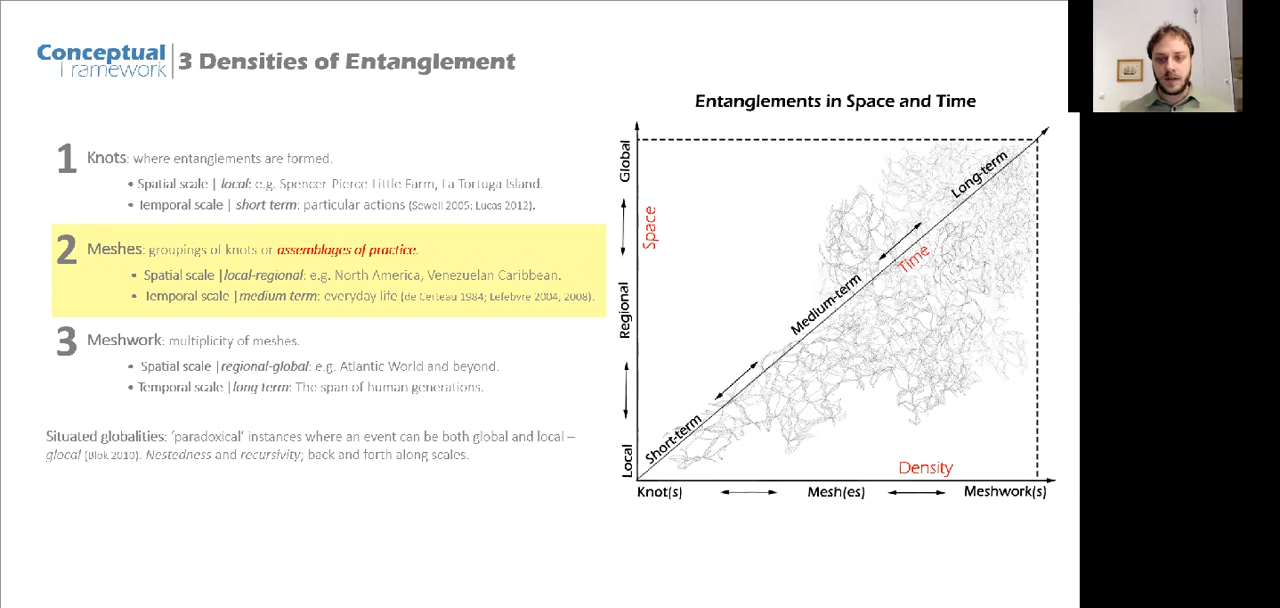 Conceptual
Framework
3 Densities of Entanglement
1 Knots: where entanglements are formed.
• Spatial scale | local: e.g. Spencer-Pierce-Little Farm, La Tortuga Island.
• Temporal scale | short term: particular actions (Sewell 2005; Lucas 2012).
2 Meshes: groupings of knots or assemblages of practice.
• Spatial scale |local-regional: e.g. North America, Venezuelan Caribbean.
• Temporal scale |medium term: everyday life (de Certeau 1984; Lefebvre 2004, 2008).
3 Meshwork: multiplicity of meshes.
• Spatial scale |regional-global: e.g. Atlantic World and beyond.
• Temporal scale |long term: The span of human generations.
Situated globalities: ‘paradoxical’ instances where an event can be both global and local –
glocal (Blok 2010). Nestedness and recursivity; back and forth along scales.
Entanglements in Space and Time
Global
Space
Regional
Local
Short-term
Medium-term
Time
Long-term
Density
Knot(s)
Mesh(es)
Meshwork(s)